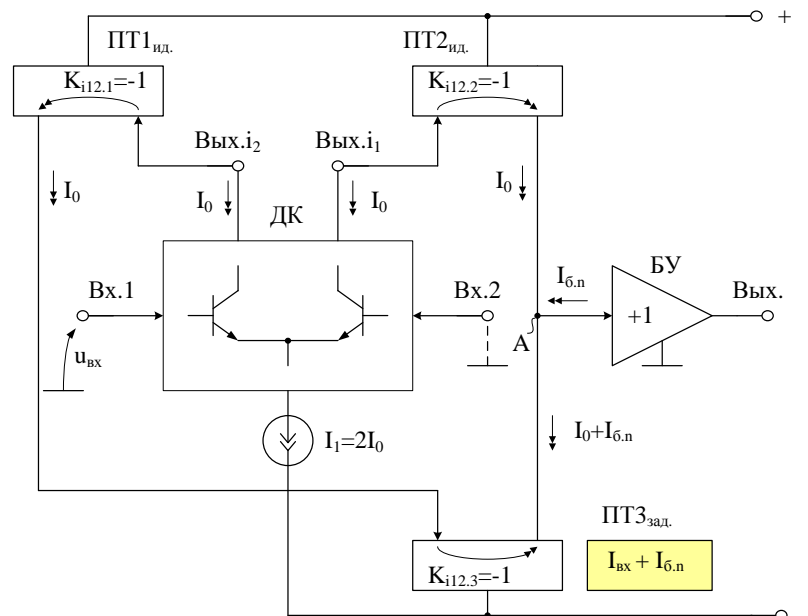 ПТ1ид.
ПТ2ид.
+
Ki12.1=-1
Ki12.2=-1
Вых.i2
Вых.i1
I0
I0
I0
I0
ДК
Вх.1
Вх.2
Iб.п
БУ
Вых.
+1
А
uвх
I1=2I0
I0+Iб.п
ПТ3зад.
Ki12.3=-1
Iвх + Iб.п